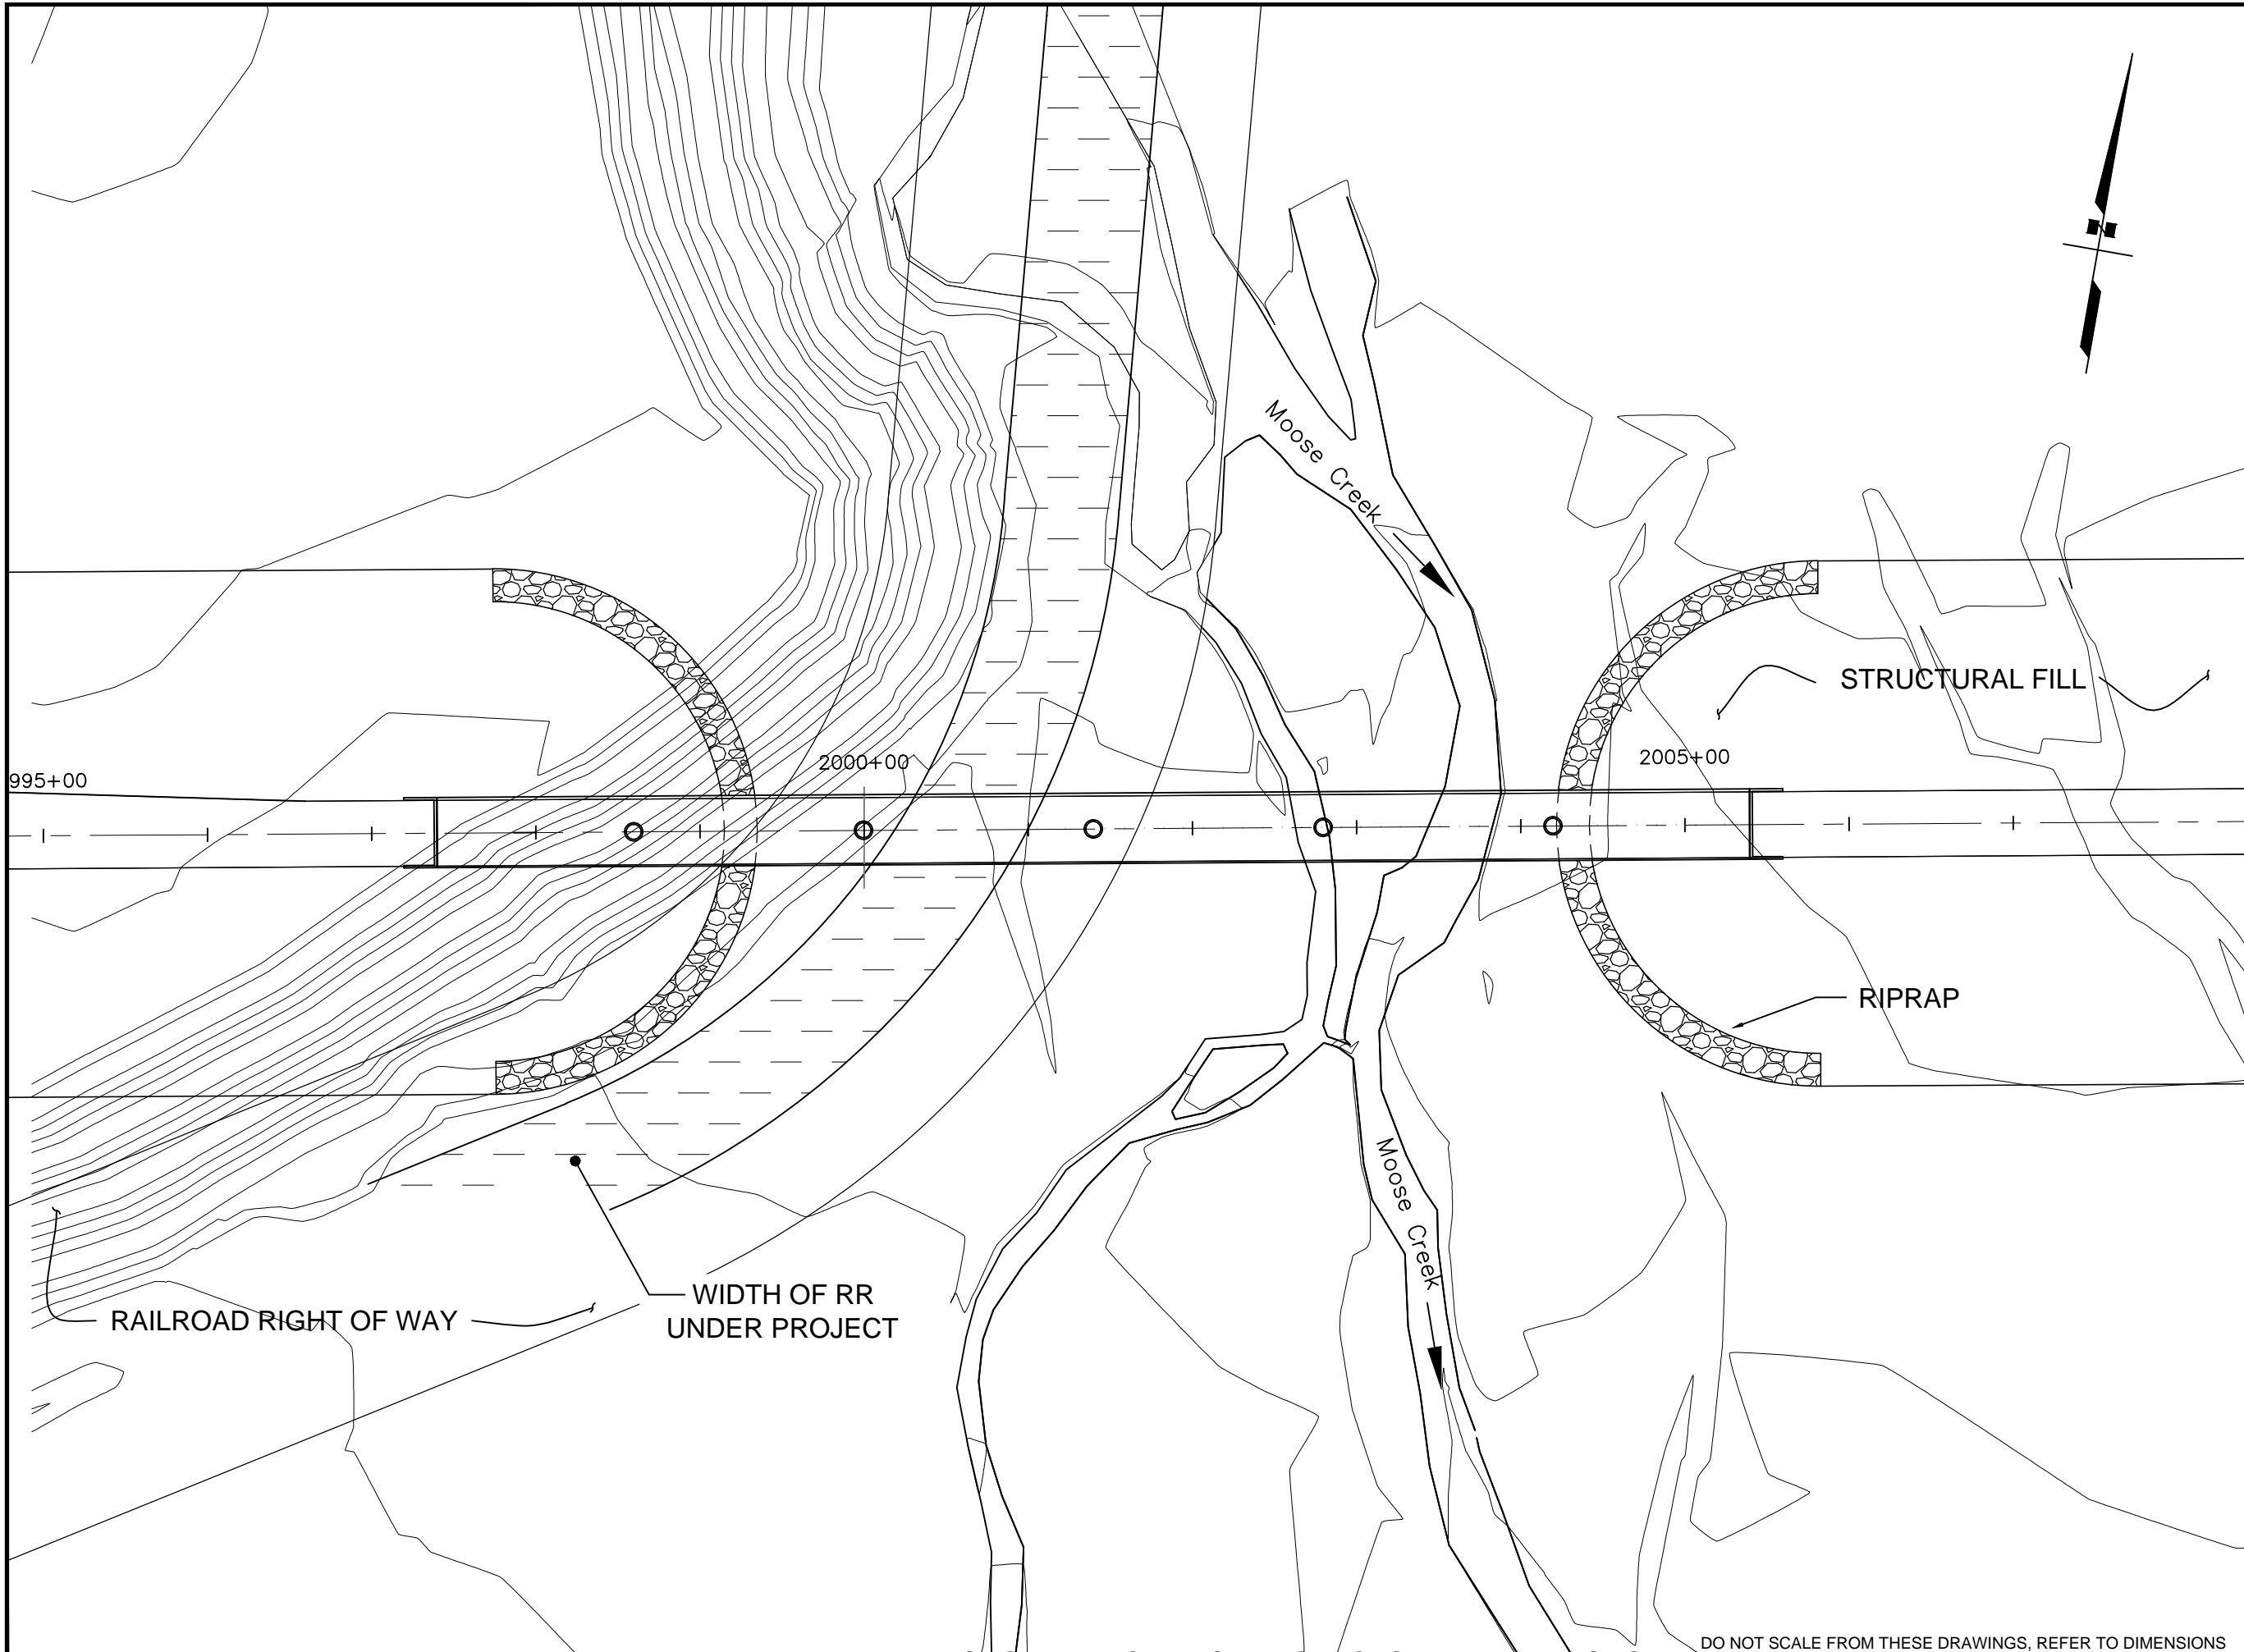 Moose Creek
STRUCTURAL FILL
2000+00
2005+00
995+00
RIPRAP
Moose Creek
WIDTH OF RR
UNDER PROJECT
RAILROAD RIGHT OF WAY
DO NOT SCALE FROM THESE DRAWINGS, REFER TO DIMENSIONS